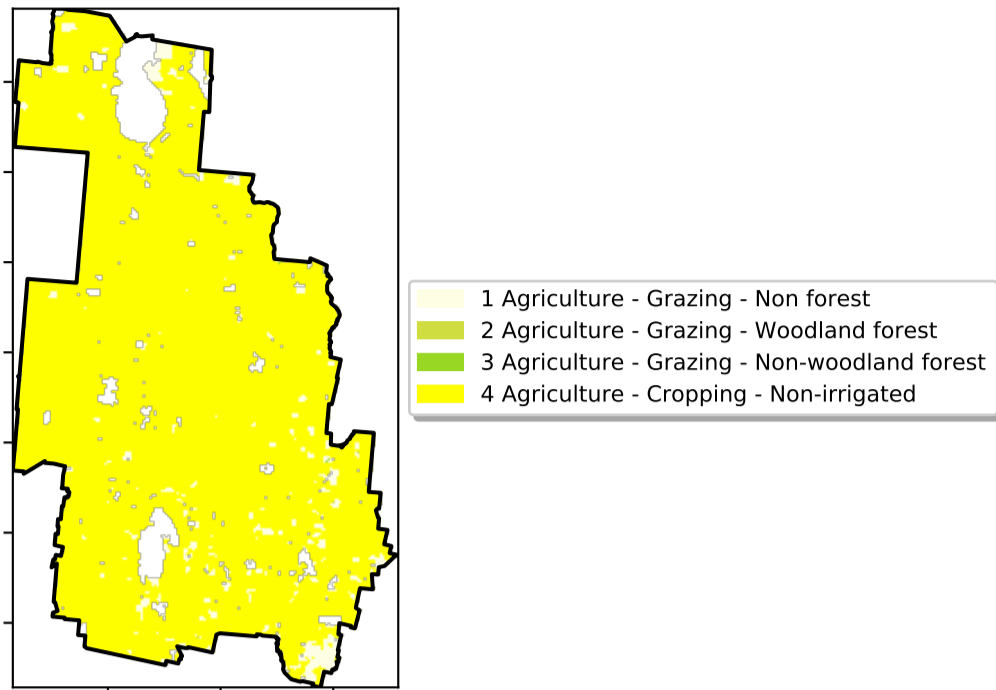 1 Agriculture - Grazing - Non forest
2 Agriculture - Grazing - Woodland forest
3 Agriculture - Grazing - Non-woodland forest
4 Agriculture - Cropping - Non-irrigated